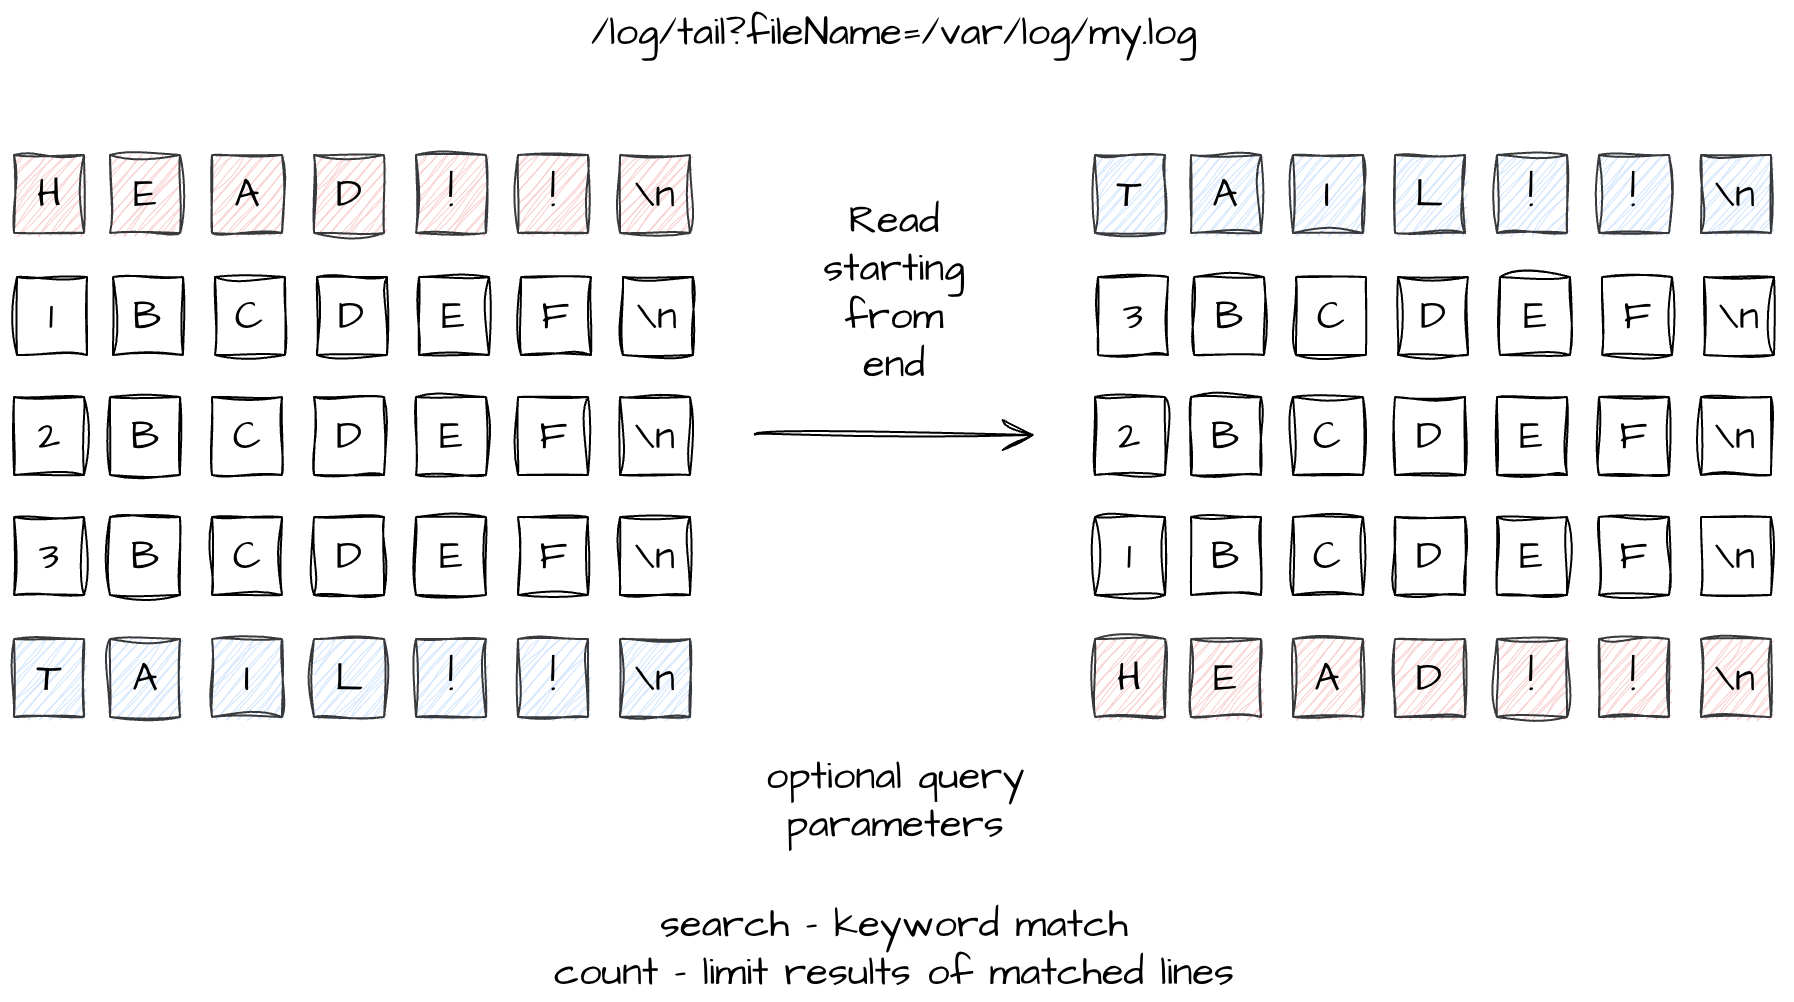 /log/tail?fileName=/var/log/my.log
H E A D ! ! \n
1 B C D E F \n
2 B C D E F \n
3 B C D E F \n
T A I L ! ! \n
Read
starting
from
end
T A I L ! ! \n
3 B C D E F \n
2 B C D E F \n
1 B C D E F \n
H E A D ! ! \n
optional query
parameters
search - keyword match
count - limit results of matched lines